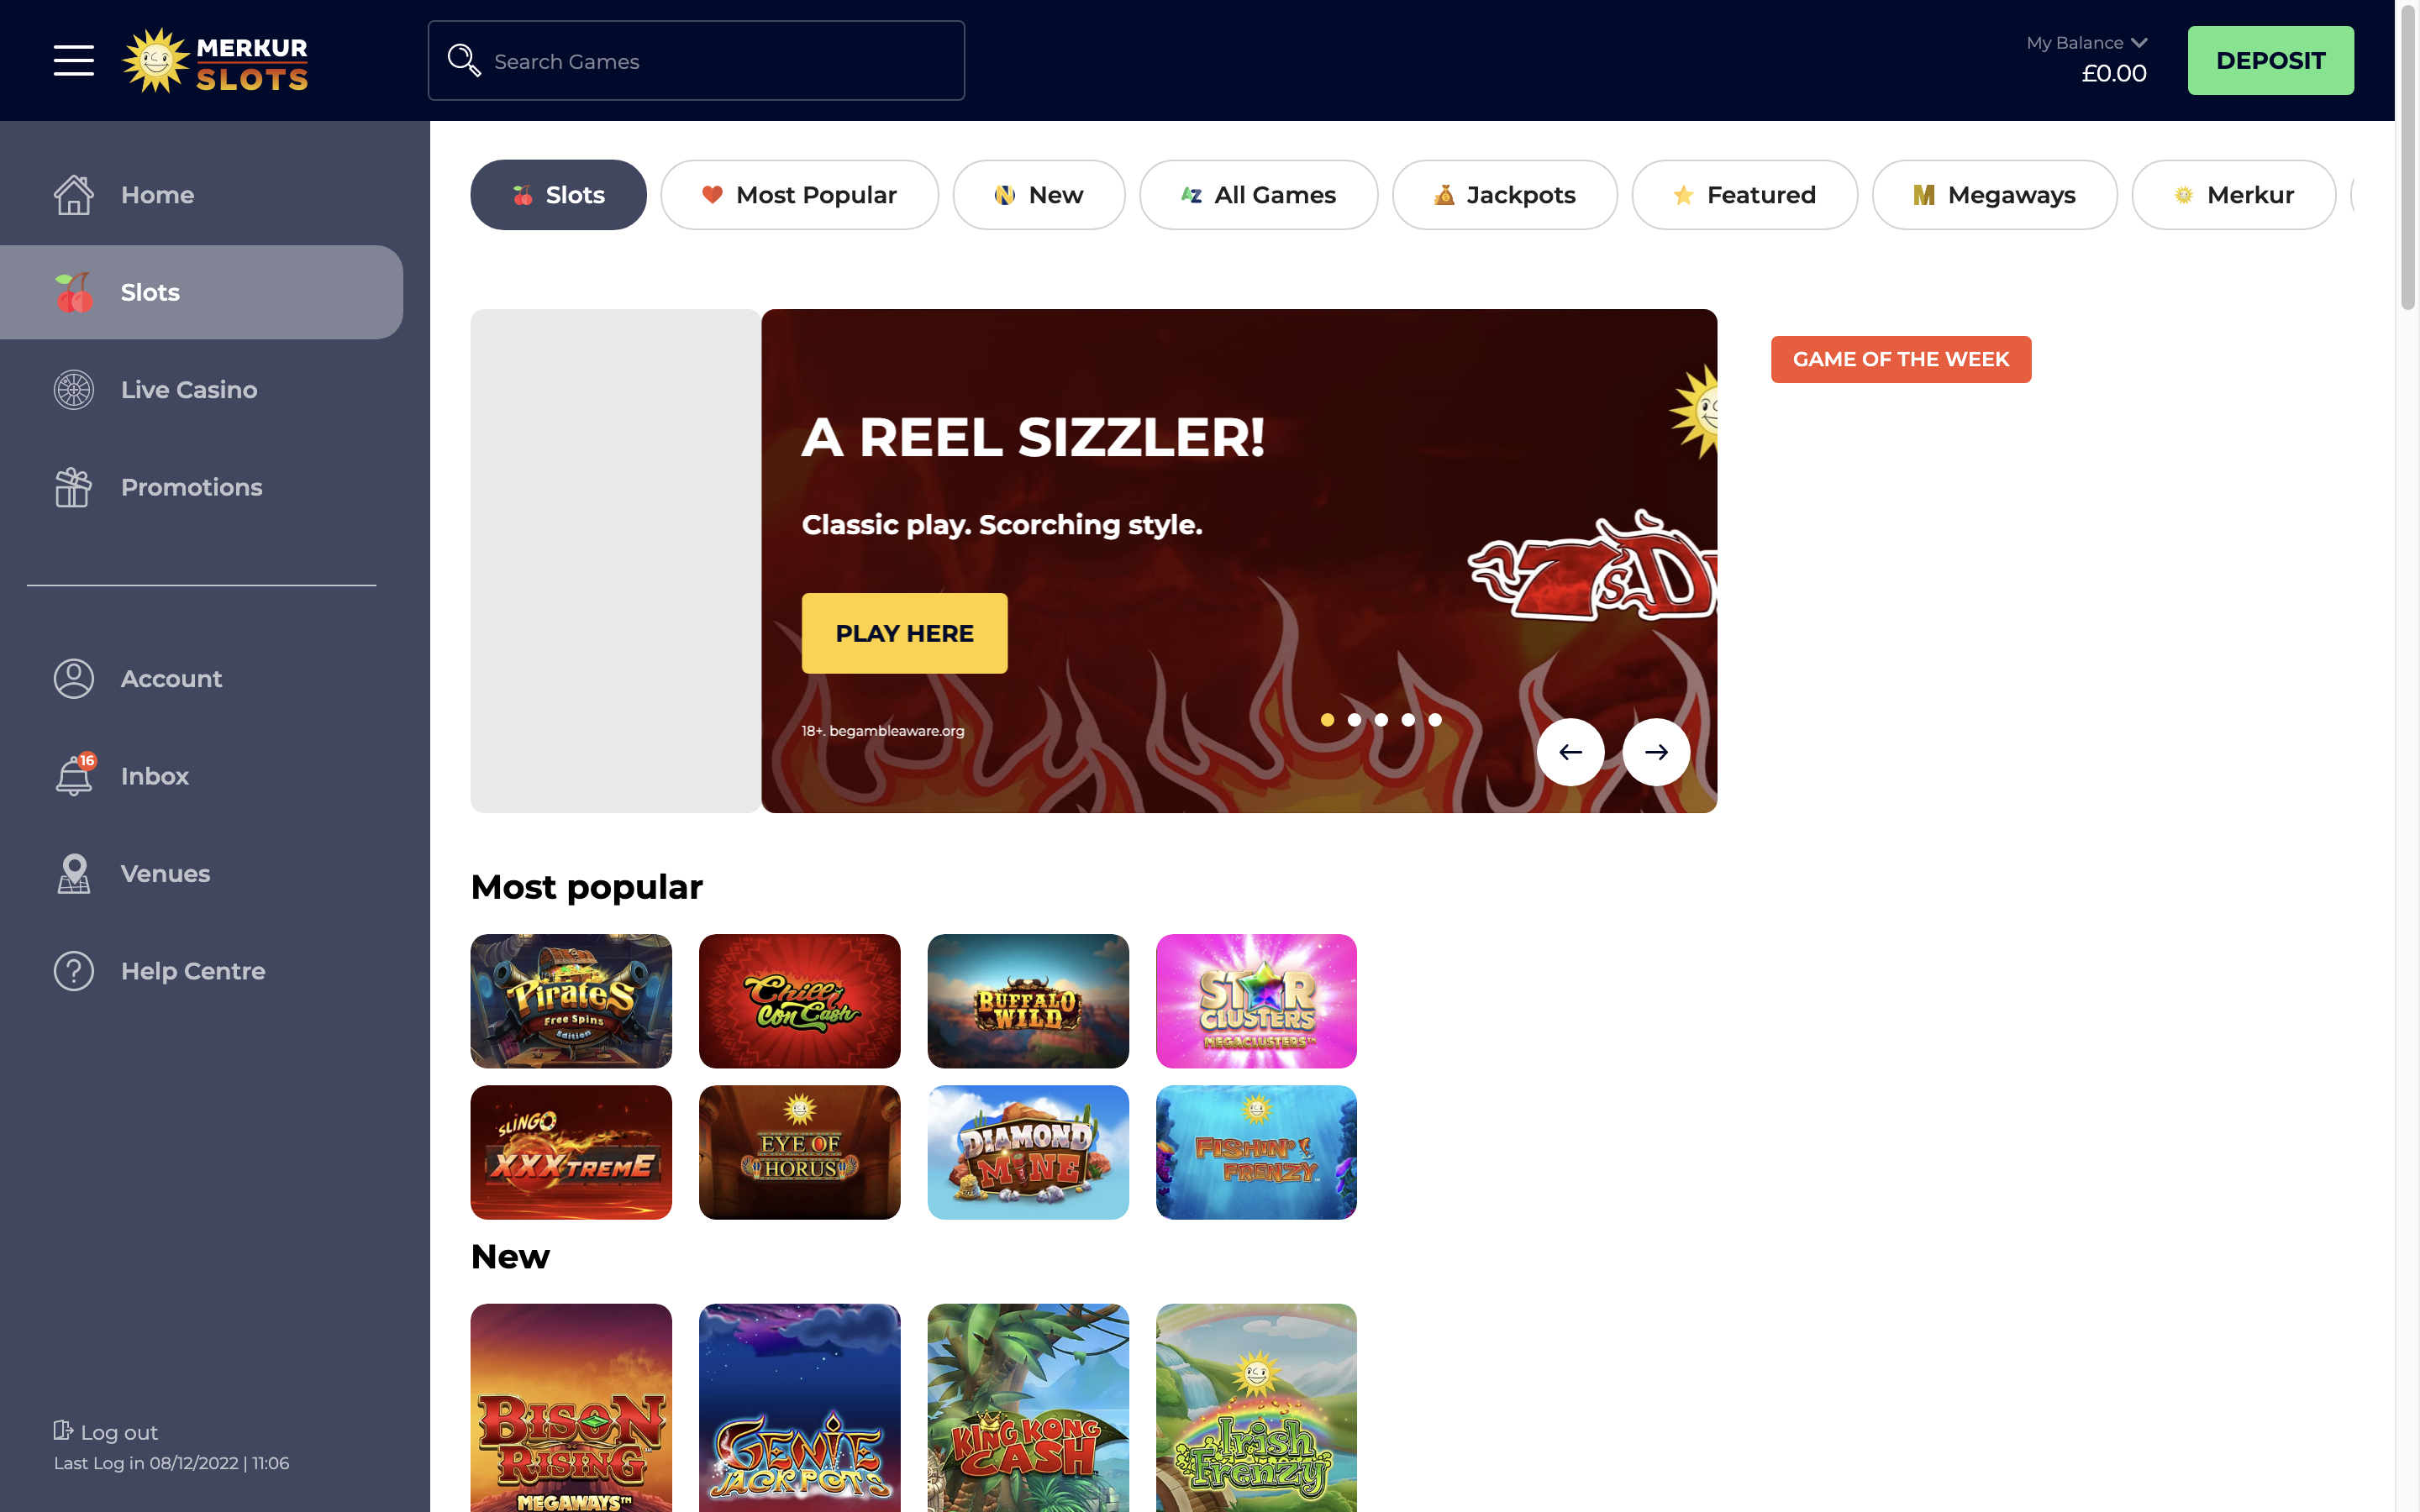 MERKUR
SLOTS
Search Games
My Balance
£0.00
DEPOSIT
Home
Slots
Live Casino
Promotions
Account
16
Inbox
Venues
Help Centre
Log out
Last Log in 08/12/2022 | 11:06
Slots
Most Popular
N New
AZ All Games
Jackpots
Featured
M Megaways
Merkur
A REEL SIZZLER!
Classic play. Scorching style.
PLAY HERE
18+. begambleaware.org
7's
GAME OF THE WEEK
Most popular
Pirates
Free Spins
Edition
Chilli
Con Cash
BUFFALO
WILD
STAR
CLUSTERS
MEGACLUSTERS™
SLINGO
XXXTREME
EYE OF
HORUS
DIAMOND
MINE
FISHIN'
FRENZY
New
BISON
RISING
MEGAWAYS™
GENIE
JACKPOTS
KING KONG
CASH
Irish
Frenzy